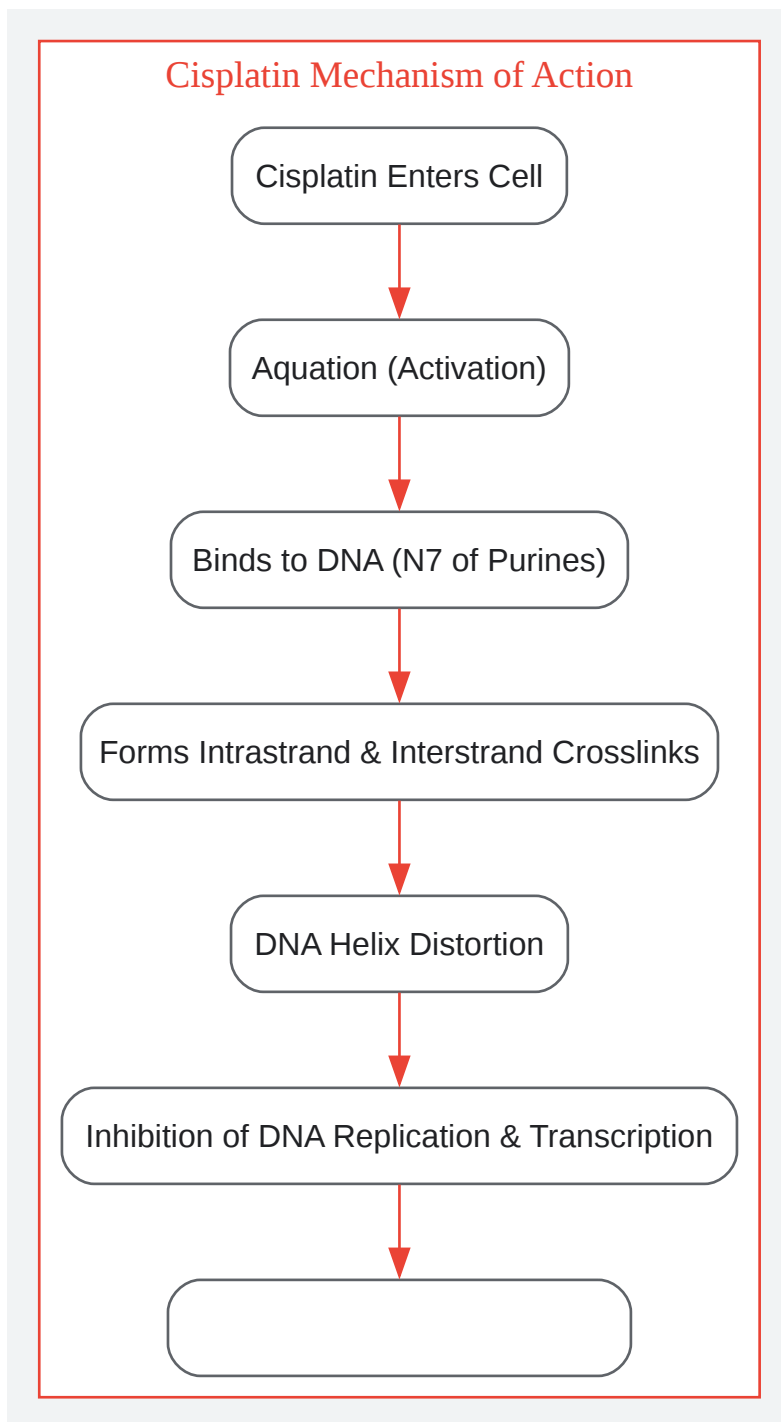 Cisplatin Mechanism of Action
Cisplatin Enters Cell
Aquation (Activation)
Binds to DNA (N7 of Purines)
Forms Intrastrand & Interstrand Crosslinks
DNA Helix Distortion
Inhibition of DNA Replication & Transcription